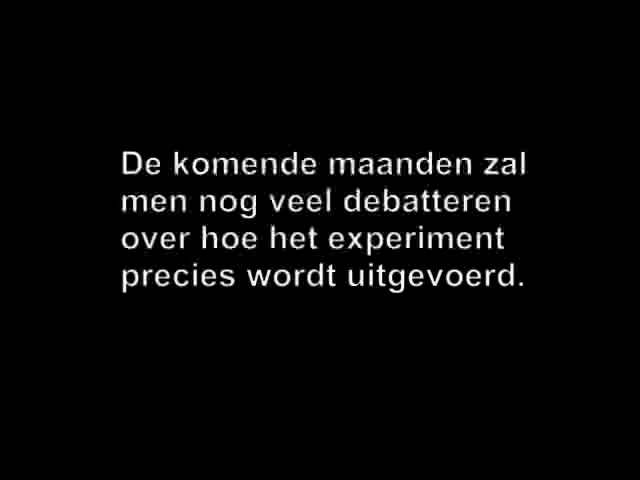 De komende maanden zal
men nog veel debatteren
over hoe het experiment
precies wordt uitgevoerd.